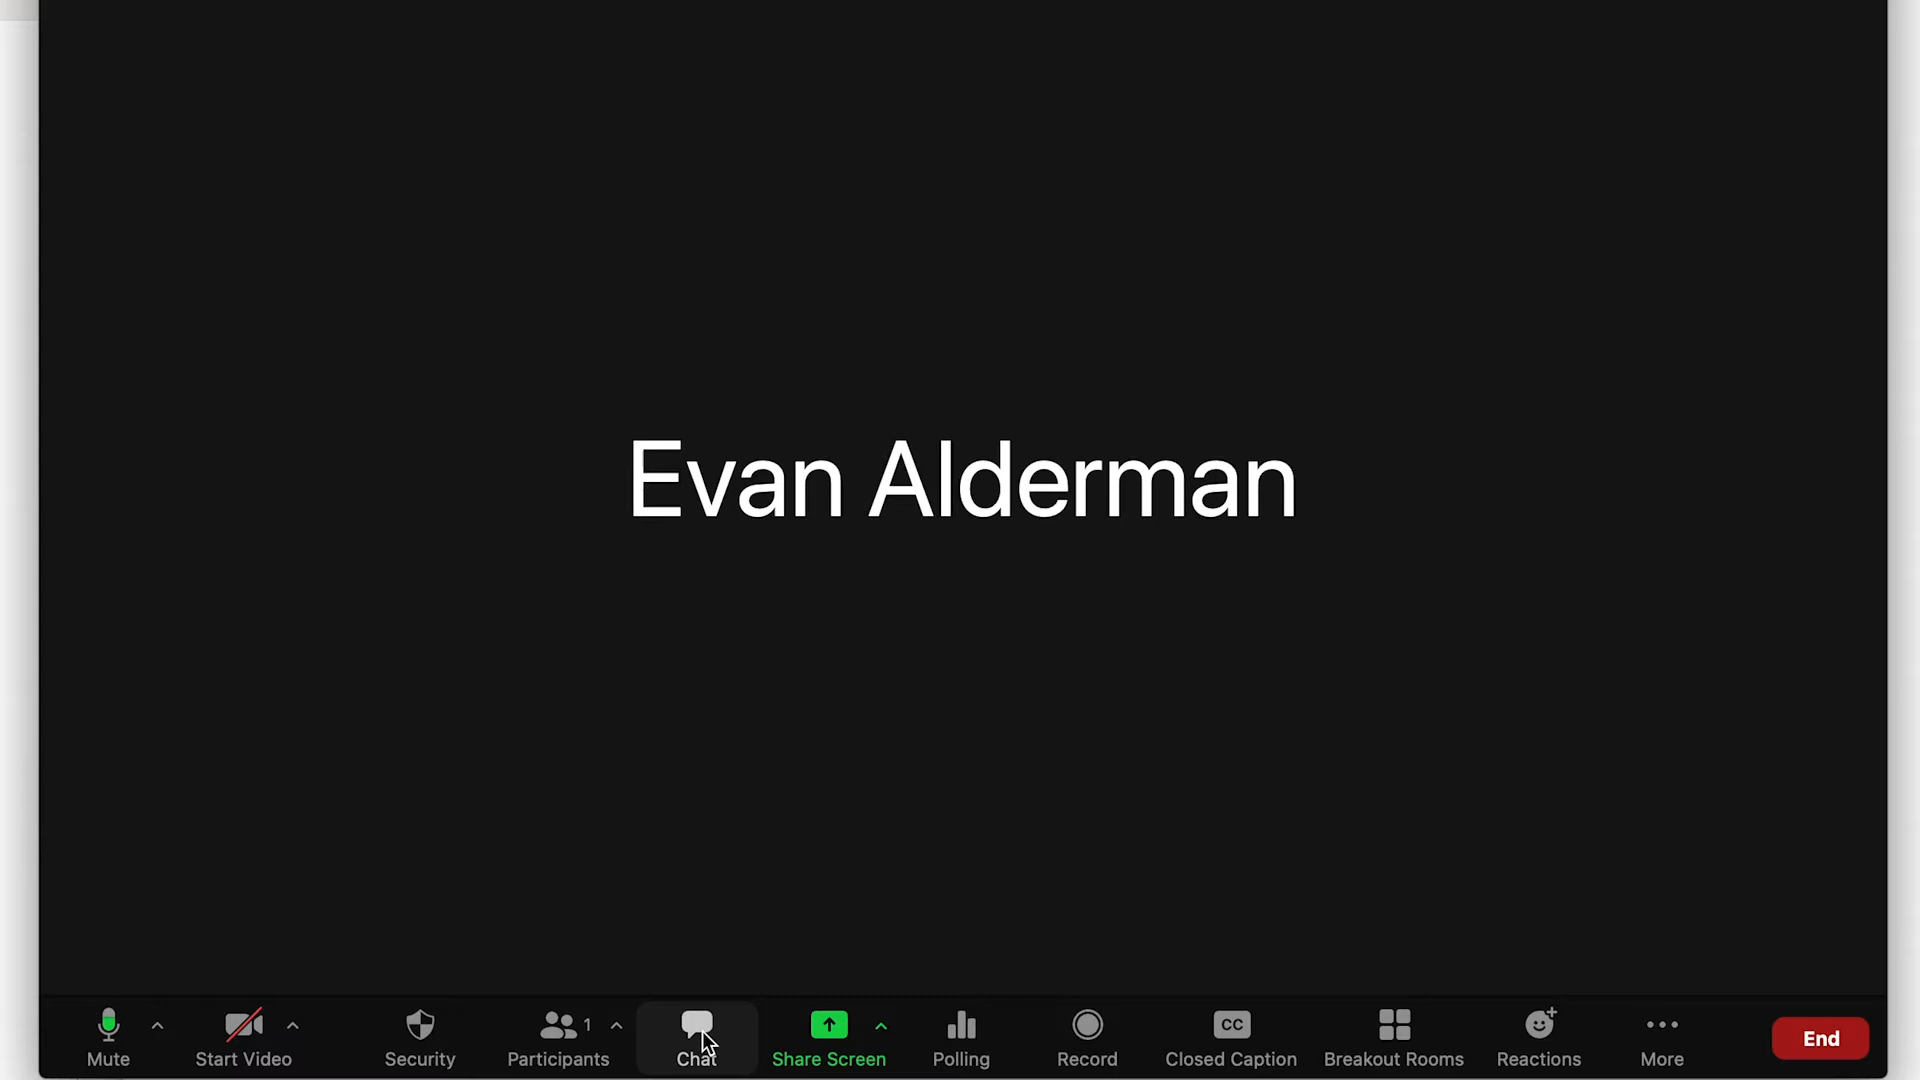 Evan Alderman
1
CC
Mute
Start Video
Security
Participants
Chat
Share Screen
Polling
Record
Closed Caption
Breakout Rooms
Reactions
More
End